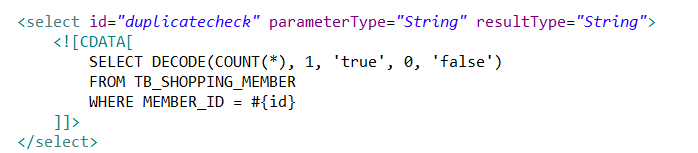 <select id="duplicatecheck" parameterType="String" resultType="String">
    <![CDATA[
        SELECT DECODE(COUNT(*), 1, 'true', 0, 'false')
        FROM TB_SHOPPING_MEMBER
        WHERE MEMBER_ID = #{id}
    ]]>
</select>